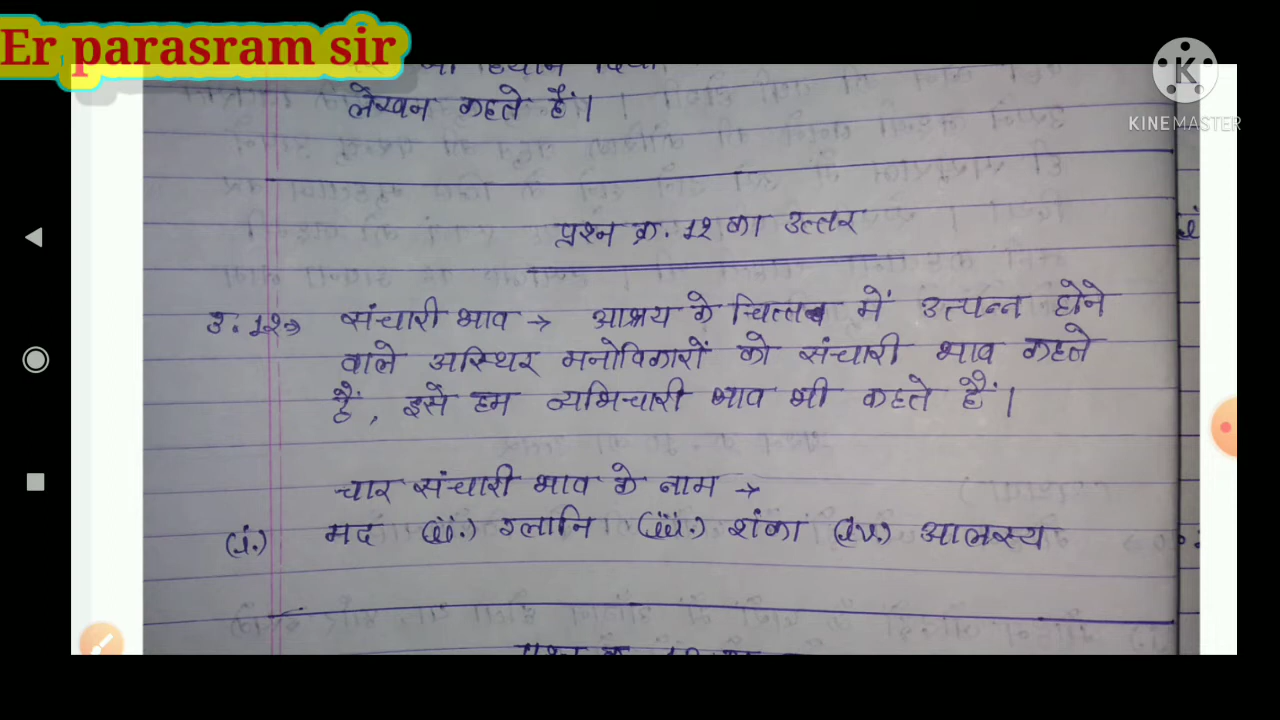 Er parasram sir
KINEMASTER
लेखन कहते हैं।
प्रश्न क्र. 12 का उत्तर
उ. 12→ संचारी भाव → आश्रय के चित्त में उत्पन्न होने
वाले अस्थिर मनोविकारों को संचारी भाव कहते
हैं, इसे हम व्यभिचारी भाव भी कहते हैं।
चार संचारी भाव के नाम →
(i.) मद (ii.) ग्लानि (iii.) शंका (iv.) आलस्य